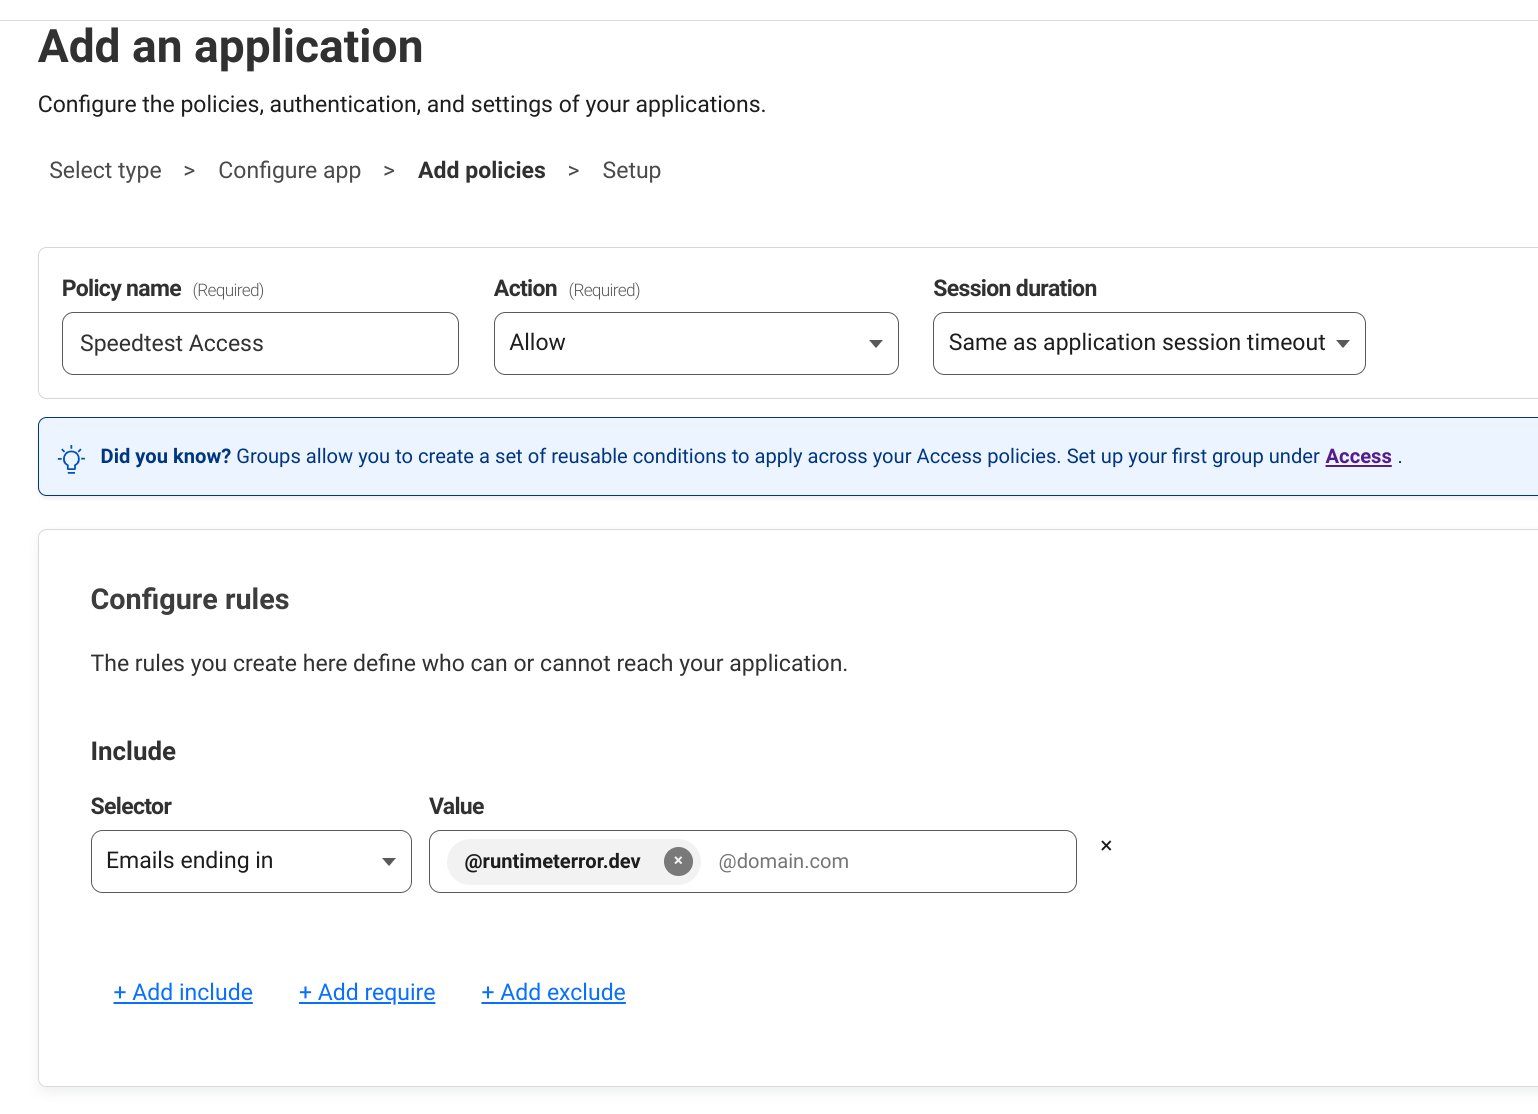 Add an application
Configure the policies, authentication, and settings of your applications.
Select type > Configure app > Add policies > Setup
Policy name (Required) Action (Required) Session duration
Speedtest Access Allow Same as application session timeout
Did you know? Groups allow you to create a set of reusable conditions to apply across your Access policies. Set up your first group under Access .
Configure rules
The rules you create here define who can or cannot reach your application.
Include
Selector Value
Emails ending in @runtimeterror.dev × @domain.com ×
+ Add include + Add require + Add exclude